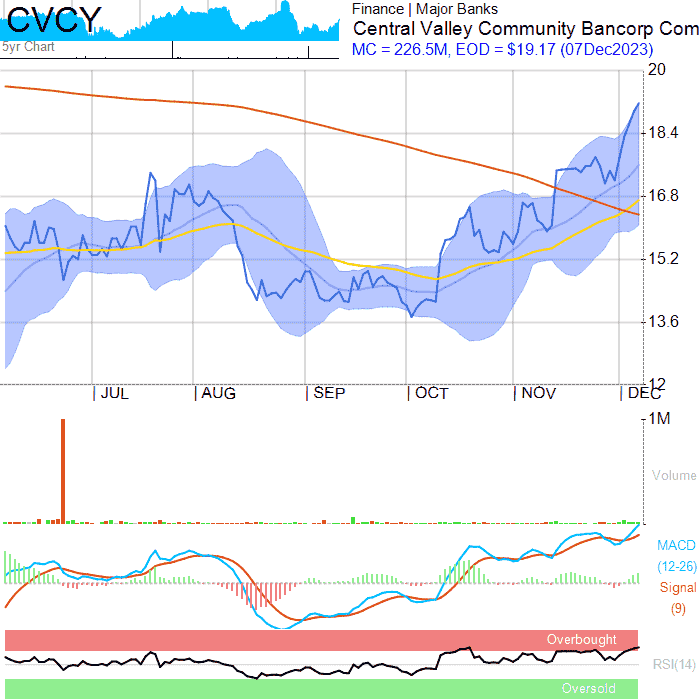 CVCY
5yr Chart
Finance | Major Banks
Central Valley Community Bancorp Com
MC = 226.5M, EOD = $19.17 (07Dec2023)
20
18.4
16.8
15.2
13.6
12
JUL
AUG
SEP
OCT
NOV
DEC
1M
Volume
MACD
(12-26)
Signal
(9)
Overbought
RSI(14)
Oversold